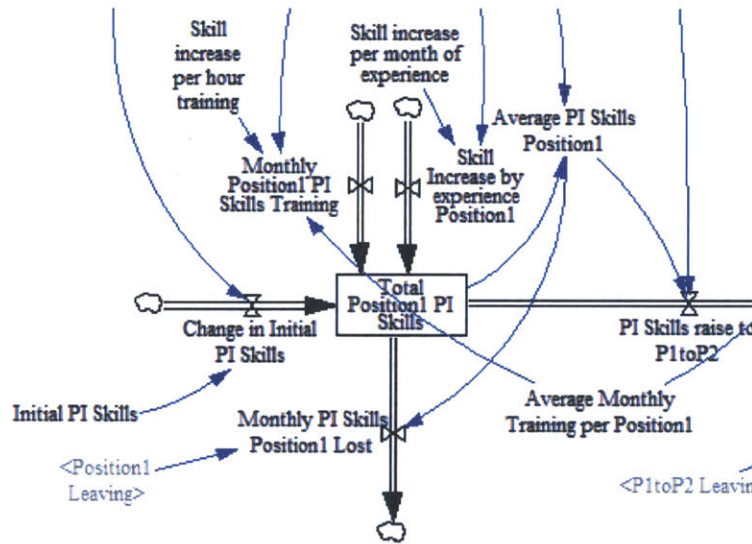 Skill
increase
per hour
training
Skill increase
per month of
experience
Average PI Skills
Position1
Monthly
Position1 PI
Skills Training
Skill
Increase by
experience
Position1
Total
Position1 PI
Skills
Change in Initial
PI Skills
PI Skills raise to
P1toP2
Initial PI Skills
Monthly PI Skills
Position1 Lost
Average Monthly
Training per Position1
<Position1
Leaving>
<P1toP2 Leavin